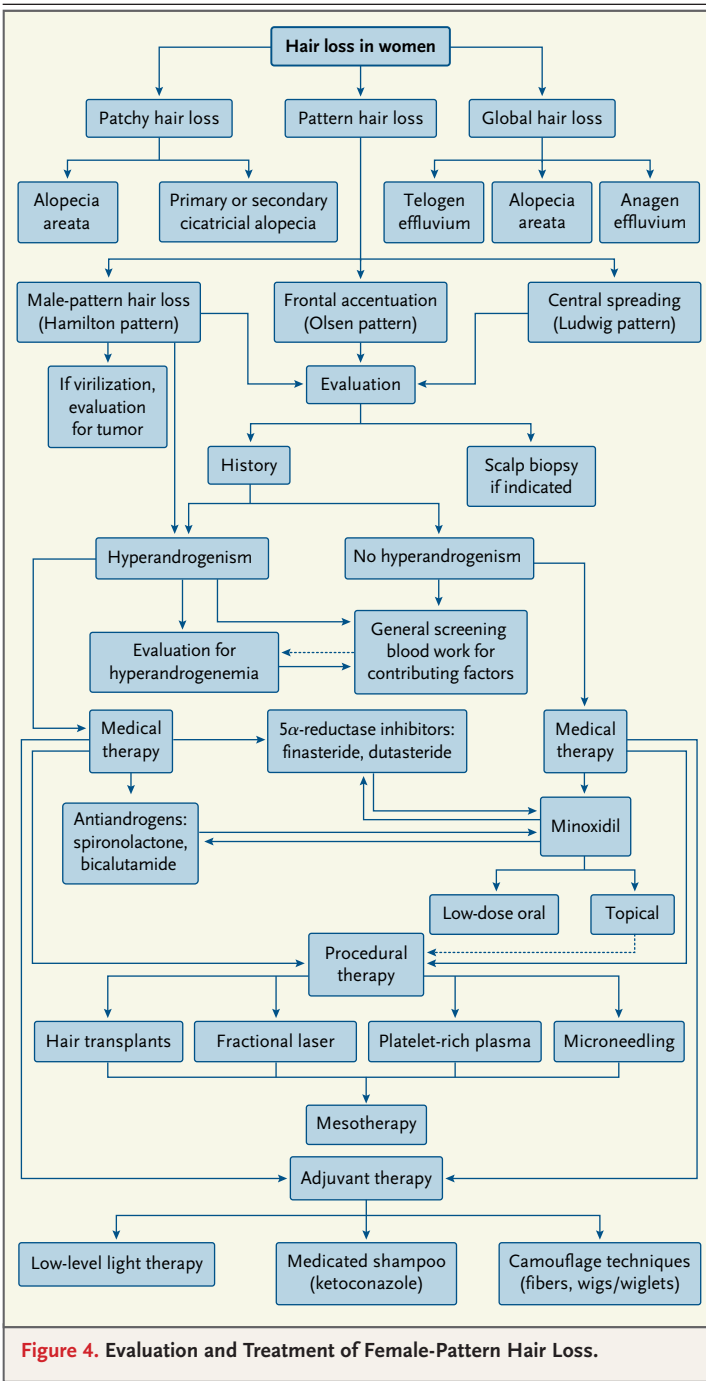 Hair loss in women
Patchy hair loss
Pattern hair loss
Global hair loss
Alopecia
areata
Primary or secondary
cicatricial alopecia
Telogen
effluvium
Alopecia
areata
Anagen
effluvium
Male-pattern hair loss
(Hamilton pattern)
Frontal accentuation
(Olsen pattern)
Central spreading
(Ludwig pattern)
If virilization,
evaluation
for tumor
Evaluation
History
Scalp biopsy
if indicated
Hyperandrogenism
No hyperandrogenism
Evaluation for
hyperandrogenemia
General screening
blood work for
contributing factors
Medical
therapy
5α-reductase inhibitors:
finasteride, dutasteride
Medical
therapy
Antiandrogens:
spironolactone,
bicalutamide
Minoxidil
Low-dose oral
Topical
Procedural
therapy
Hair transplants
Fractional laser
Platelet-rich plasma
Microneedling
Mesotherapy
Adjuvant therapy
Low-level light therapy
Medicated shampoo
(ketoconazole)
Camouflage techniques
(fibers, wigs/wiglets)
Figure 4. Evaluation and Treatment of Female-Pattern Hair Loss.